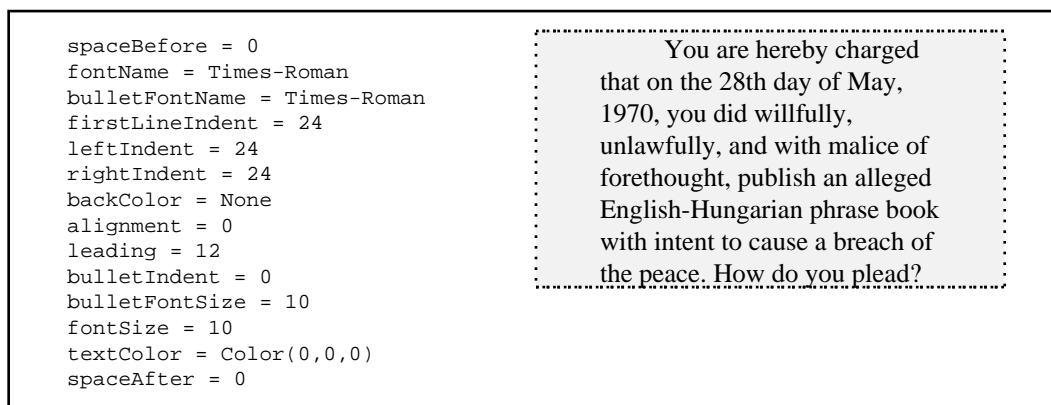 spaceBefore = 0
fontName = Times-Roman
bulletFontName = Times-Roman
firstLineIndent = 24
leftIndent = 24
rightIndent = 24
backColor = None
alignment = 0
leading = 12
bulletIndent = 0
bulletFontSize = 10
fontSize = 10
textColor = Color(0,0,0)
spaceAfter = 0
You are hereby charged
that on the 28th day of May,
1970, you did willfully,
unlawfully, and with malice of
forethought, publish an alleged
English-Hungarian phrase book
with intent to cause a breach of
the peace. How do you plead?